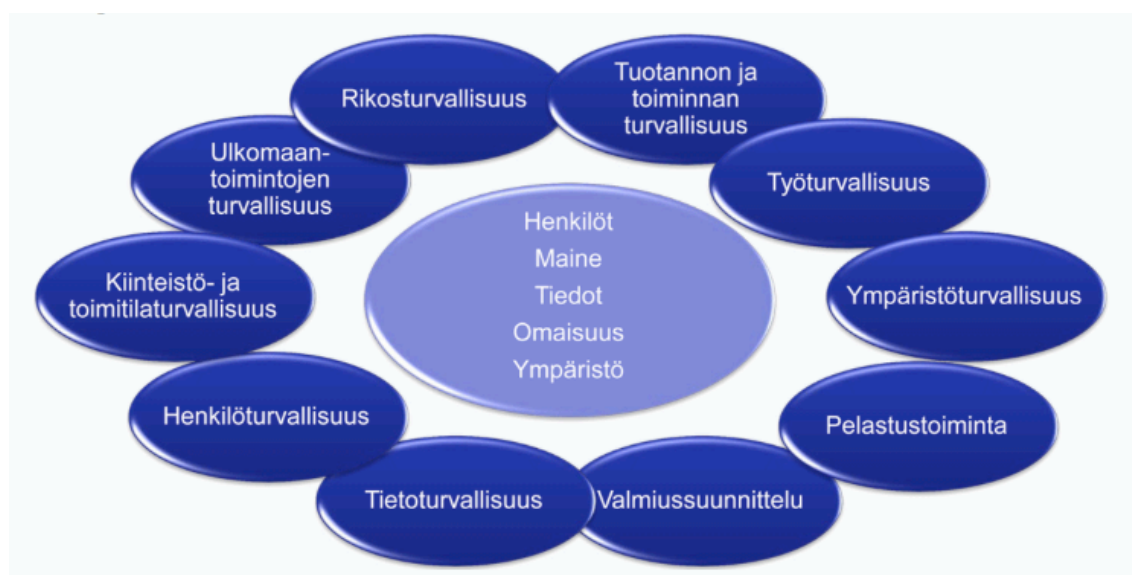 Rikosturvallisuus
Tuotannon ja
toiminnan
turvallisuus
Ulkomaan-
toimintojen
turvallisuus
Työturvallisuus
Henkilöt
Maine
Tiedot
Omaisuus
Ympäristö
Kiinteistö- ja
toimitilaturvallisuus
Ympäristöturvallisuus
Henkilöturvallisuus
Pelastustoiminta
Tietoturvallisuus
Valmiussuunnittelu